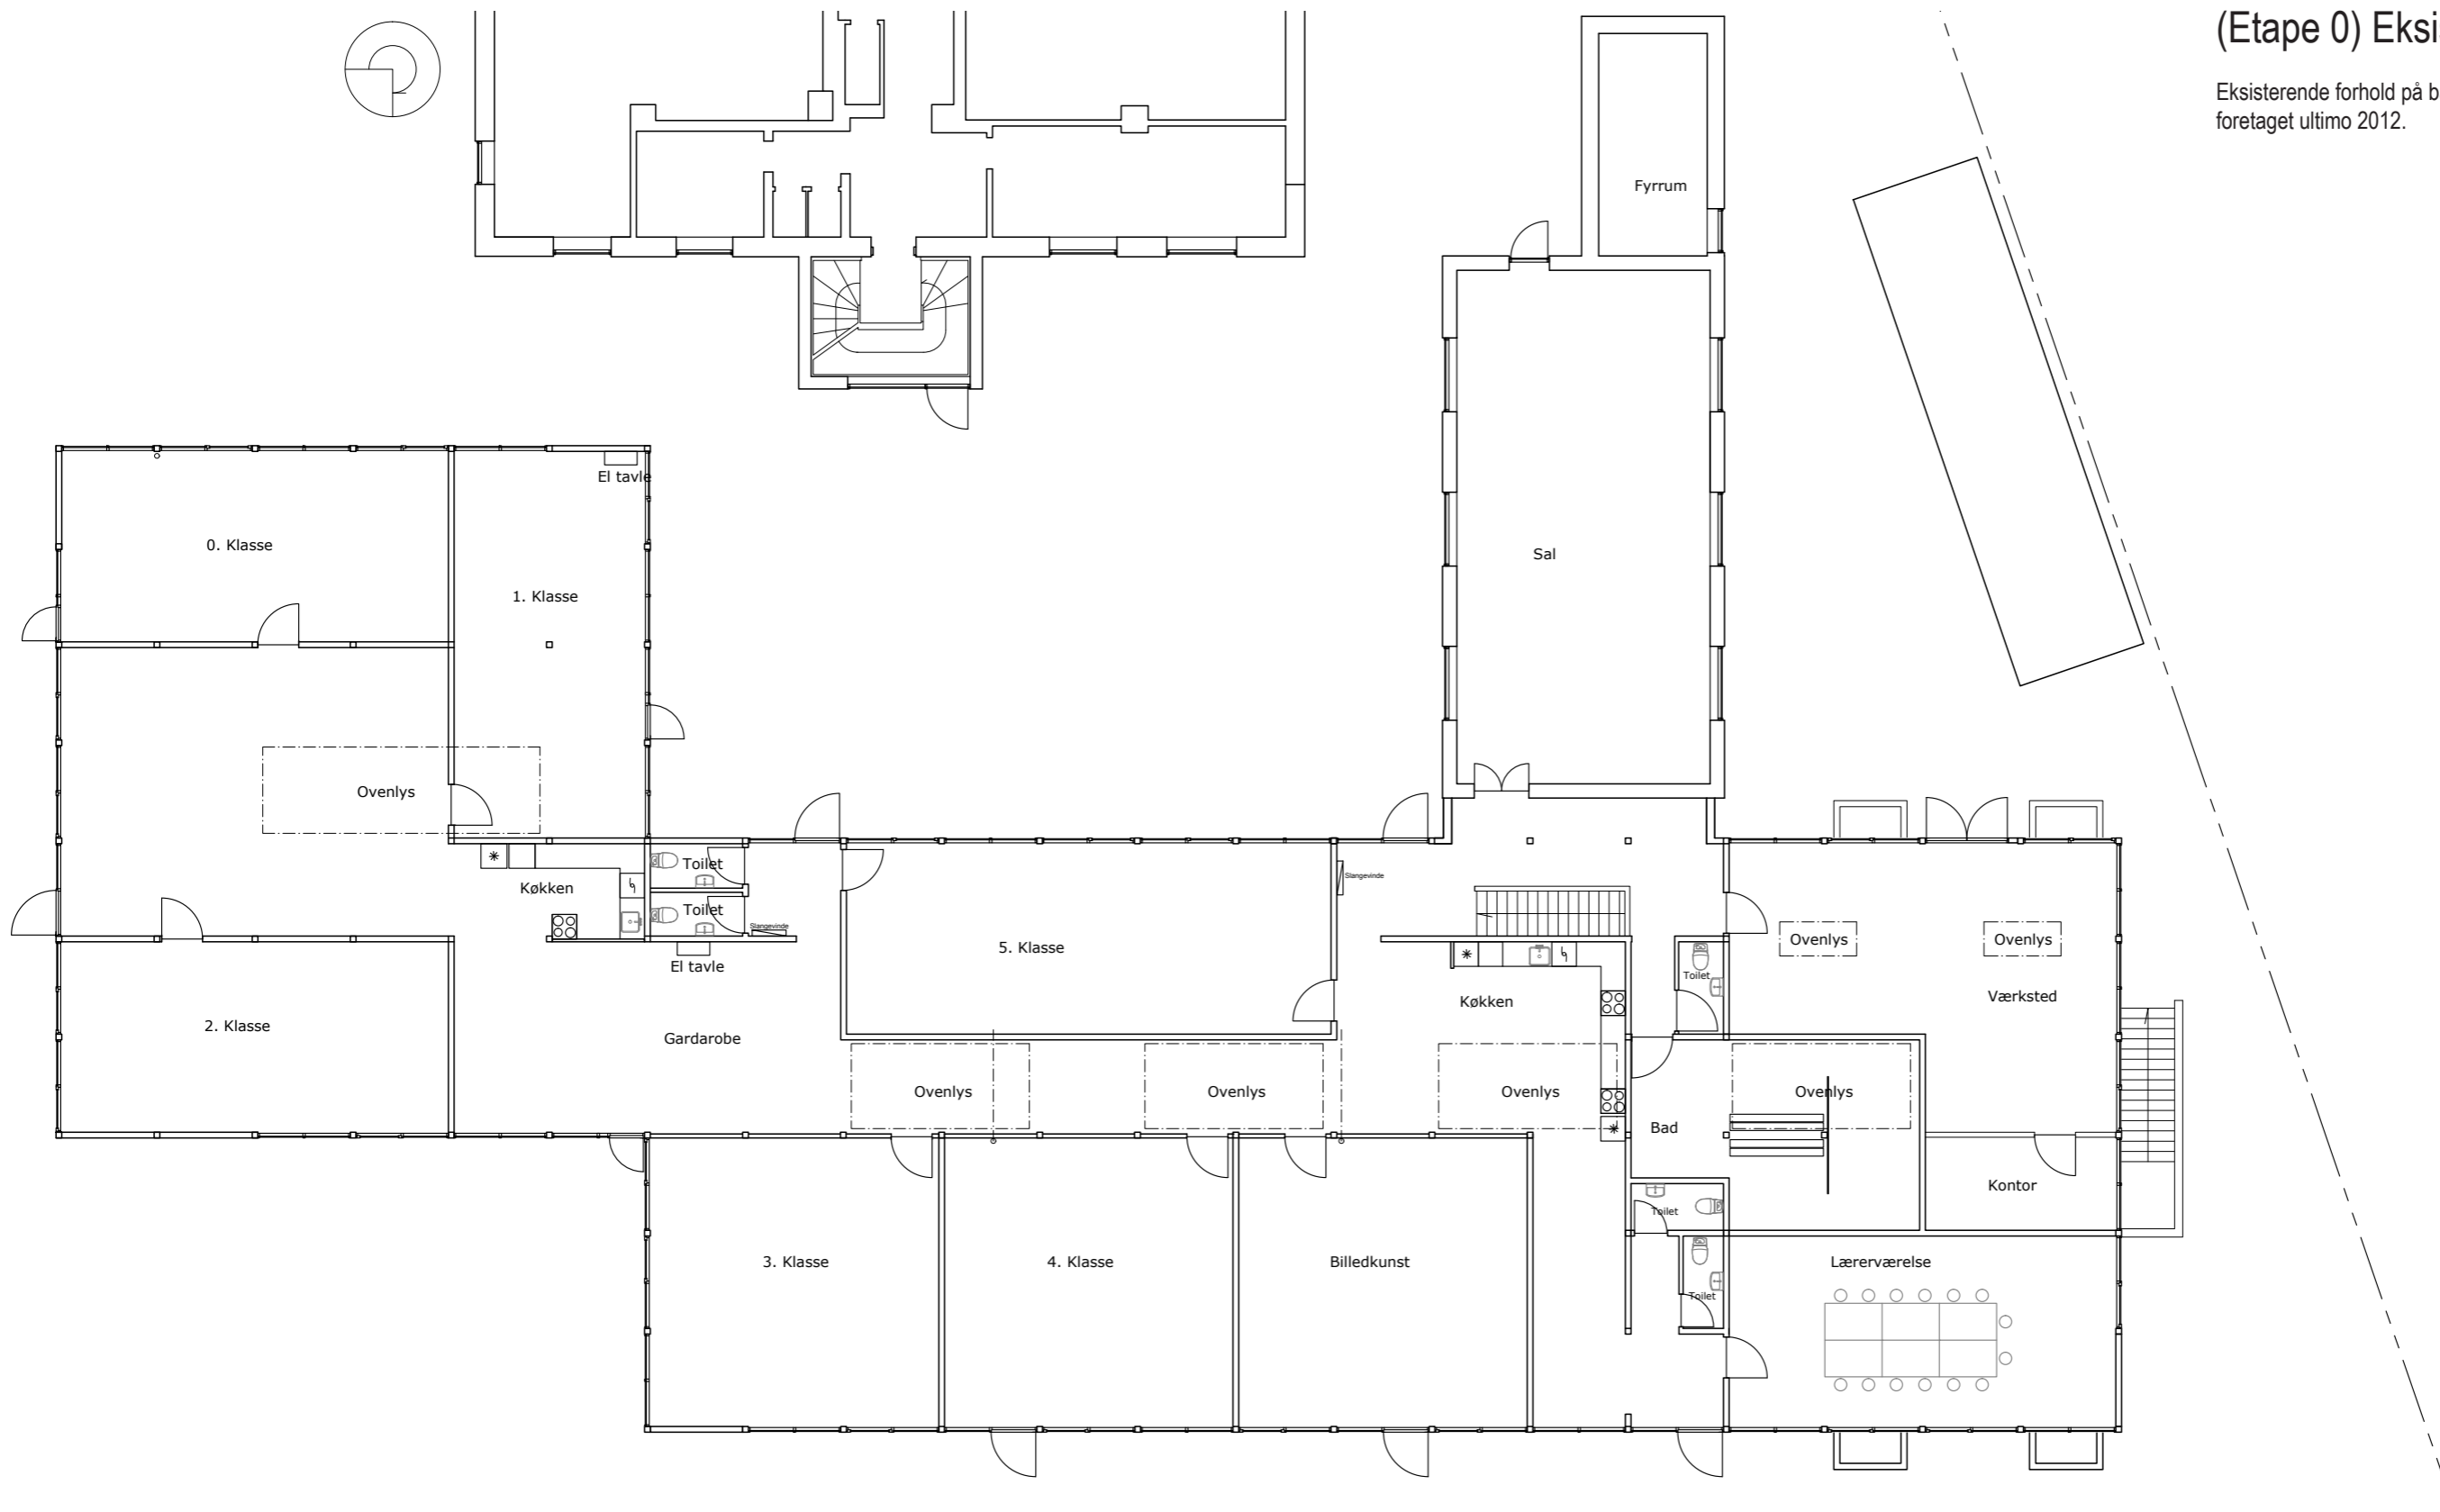 (Etape 0) Eksi
Eksisterende forhold på b
foretaget ultimo 2012.
Fyrrum
El tavle
0. Klasse
Sal
1. Klasse
Ovenlys
Toilet
Køkken
Slangevinde
Toilet
Slangevinde
5. Klasse
Ovenlys
Ovenlys
El tavle
Toilet
Køkken
Værksted
2. Klasse
Gardarobe
Ovenlys
Ovenlys
Ovenlys
Ovenlys
Bad
Kontor
Toilet
3. Klasse
4. Klasse
Billedkunst
Lærerværelse
Toilet